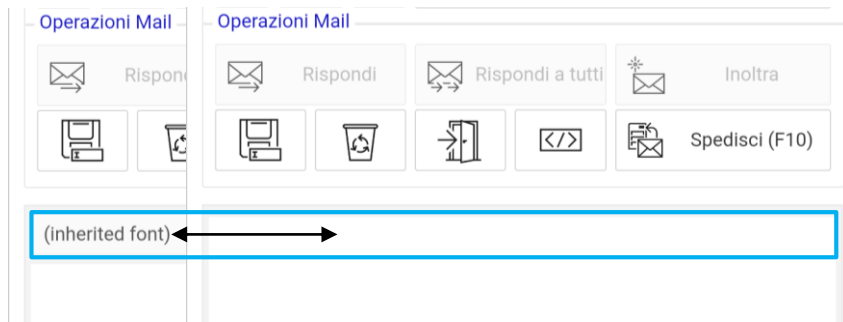 Operazioni Mail
Operazioni Mail
Rispond
Rispondi
Rispondi a tutti
Inoltra
</>
Spedisci (F10)
(inherited font)